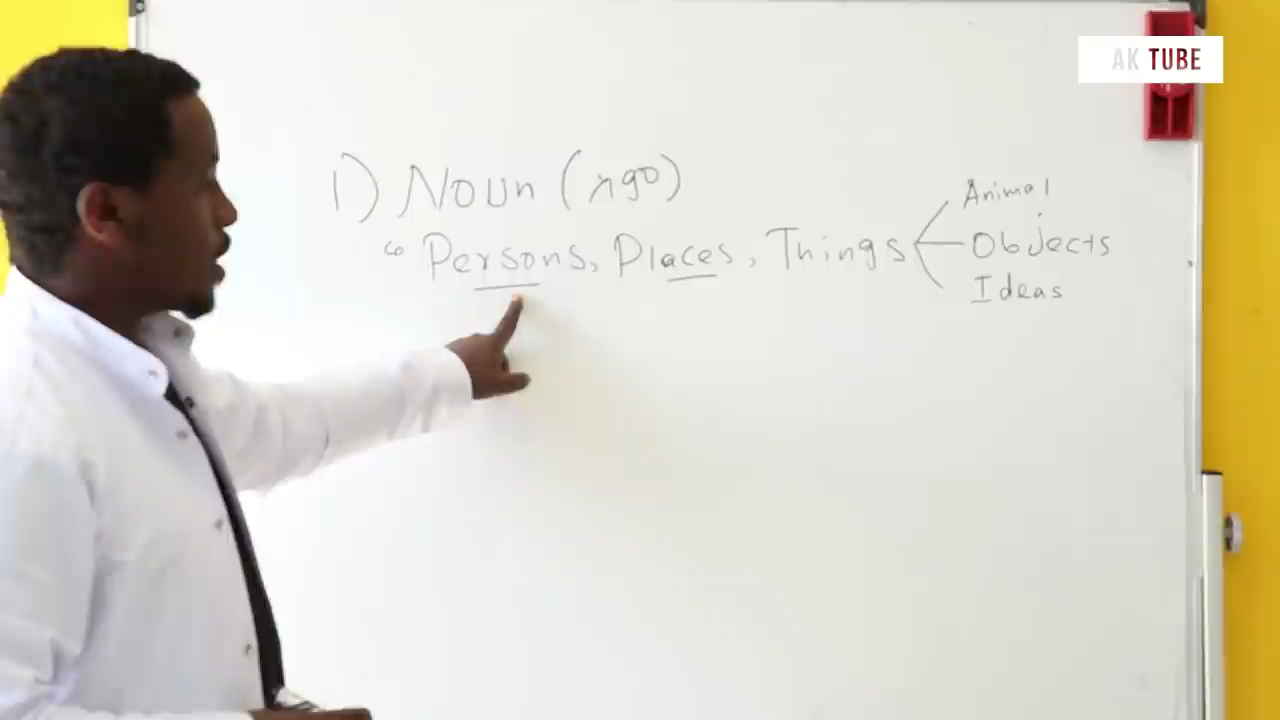 AK TUBE
1) Noun (ስም)
Persons, Places, Things
Animal
Objects
Ideas